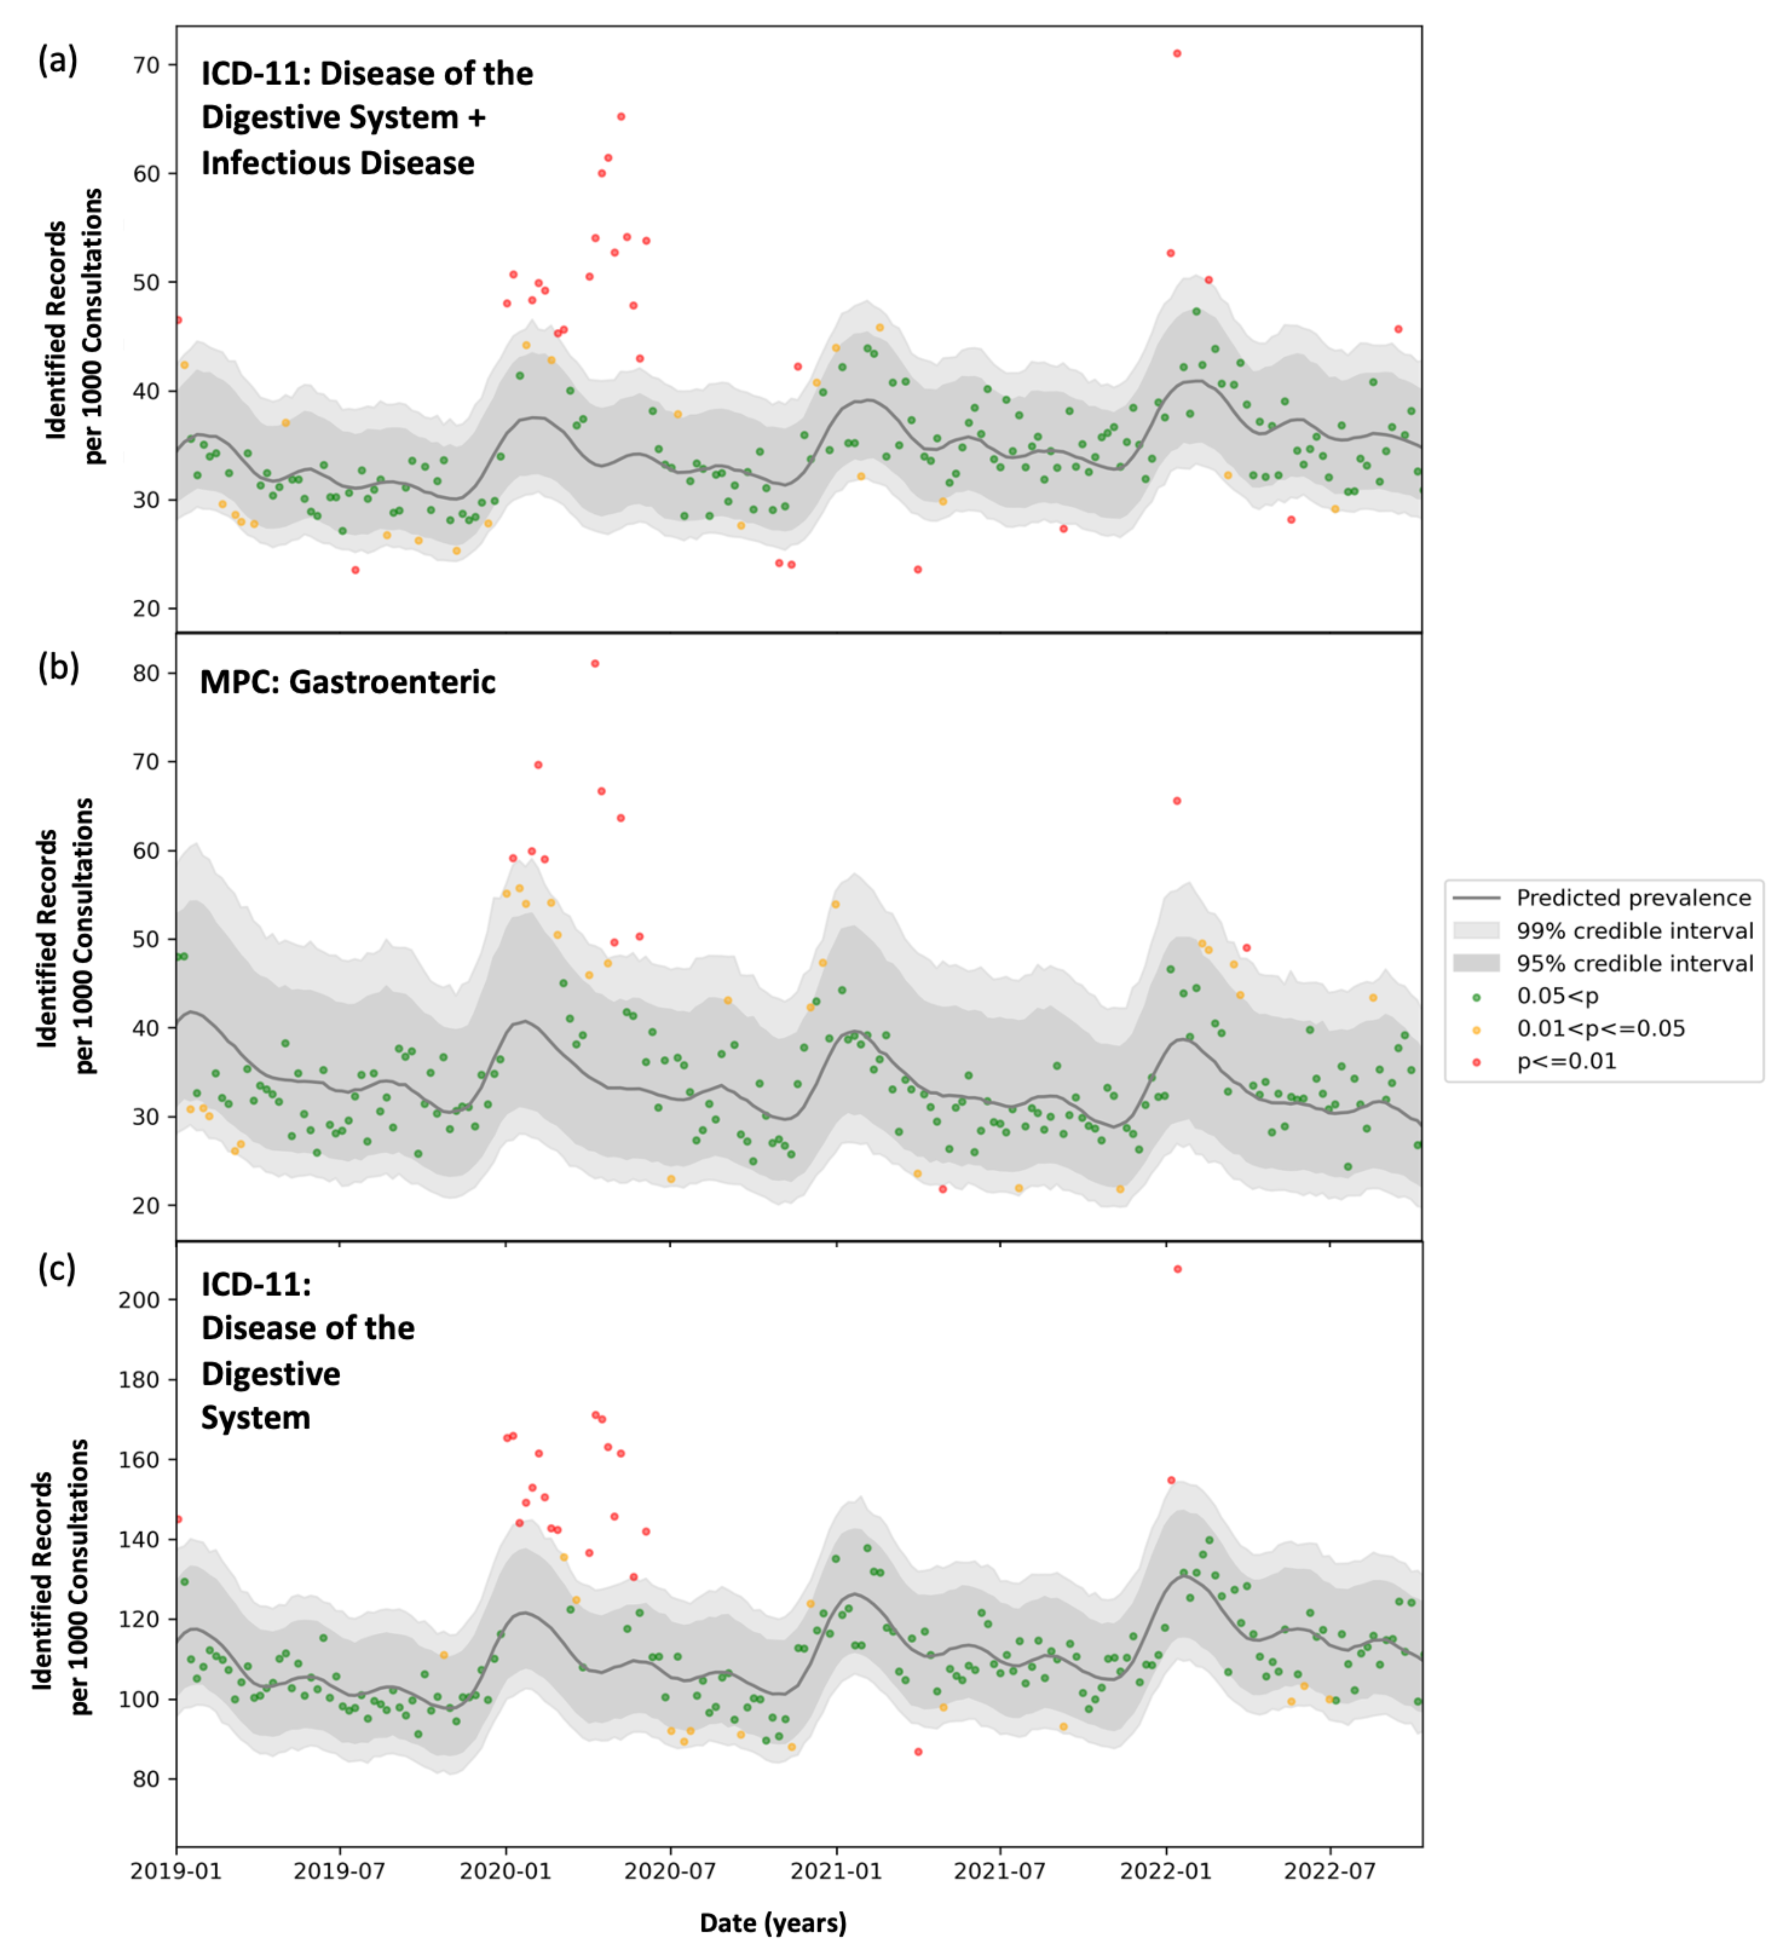 (a)
ICD-11: Disease of the
Digestive System +
Infectious Disease
Identified Records
per 1000 Consultations
70
60
50
40
30
20
(b)
MPC: Gastroenteric
Identified Records
per 1000 Consultations
80
70
60
50
40
30
20
Predicted prevalence
99% credible interval
95% credible interval
0.05<p
0.01<p<=0.05
p<=0.01
(c)
ICD-11:
Disease of the
Digestive
System
Identified Records
per 1000 Consultations
200
180
160
140
120
100
80
2019-01 2019-07 2020-01 2020-07 2021-01 2021-07 2022-01 2022-07
Date (years)